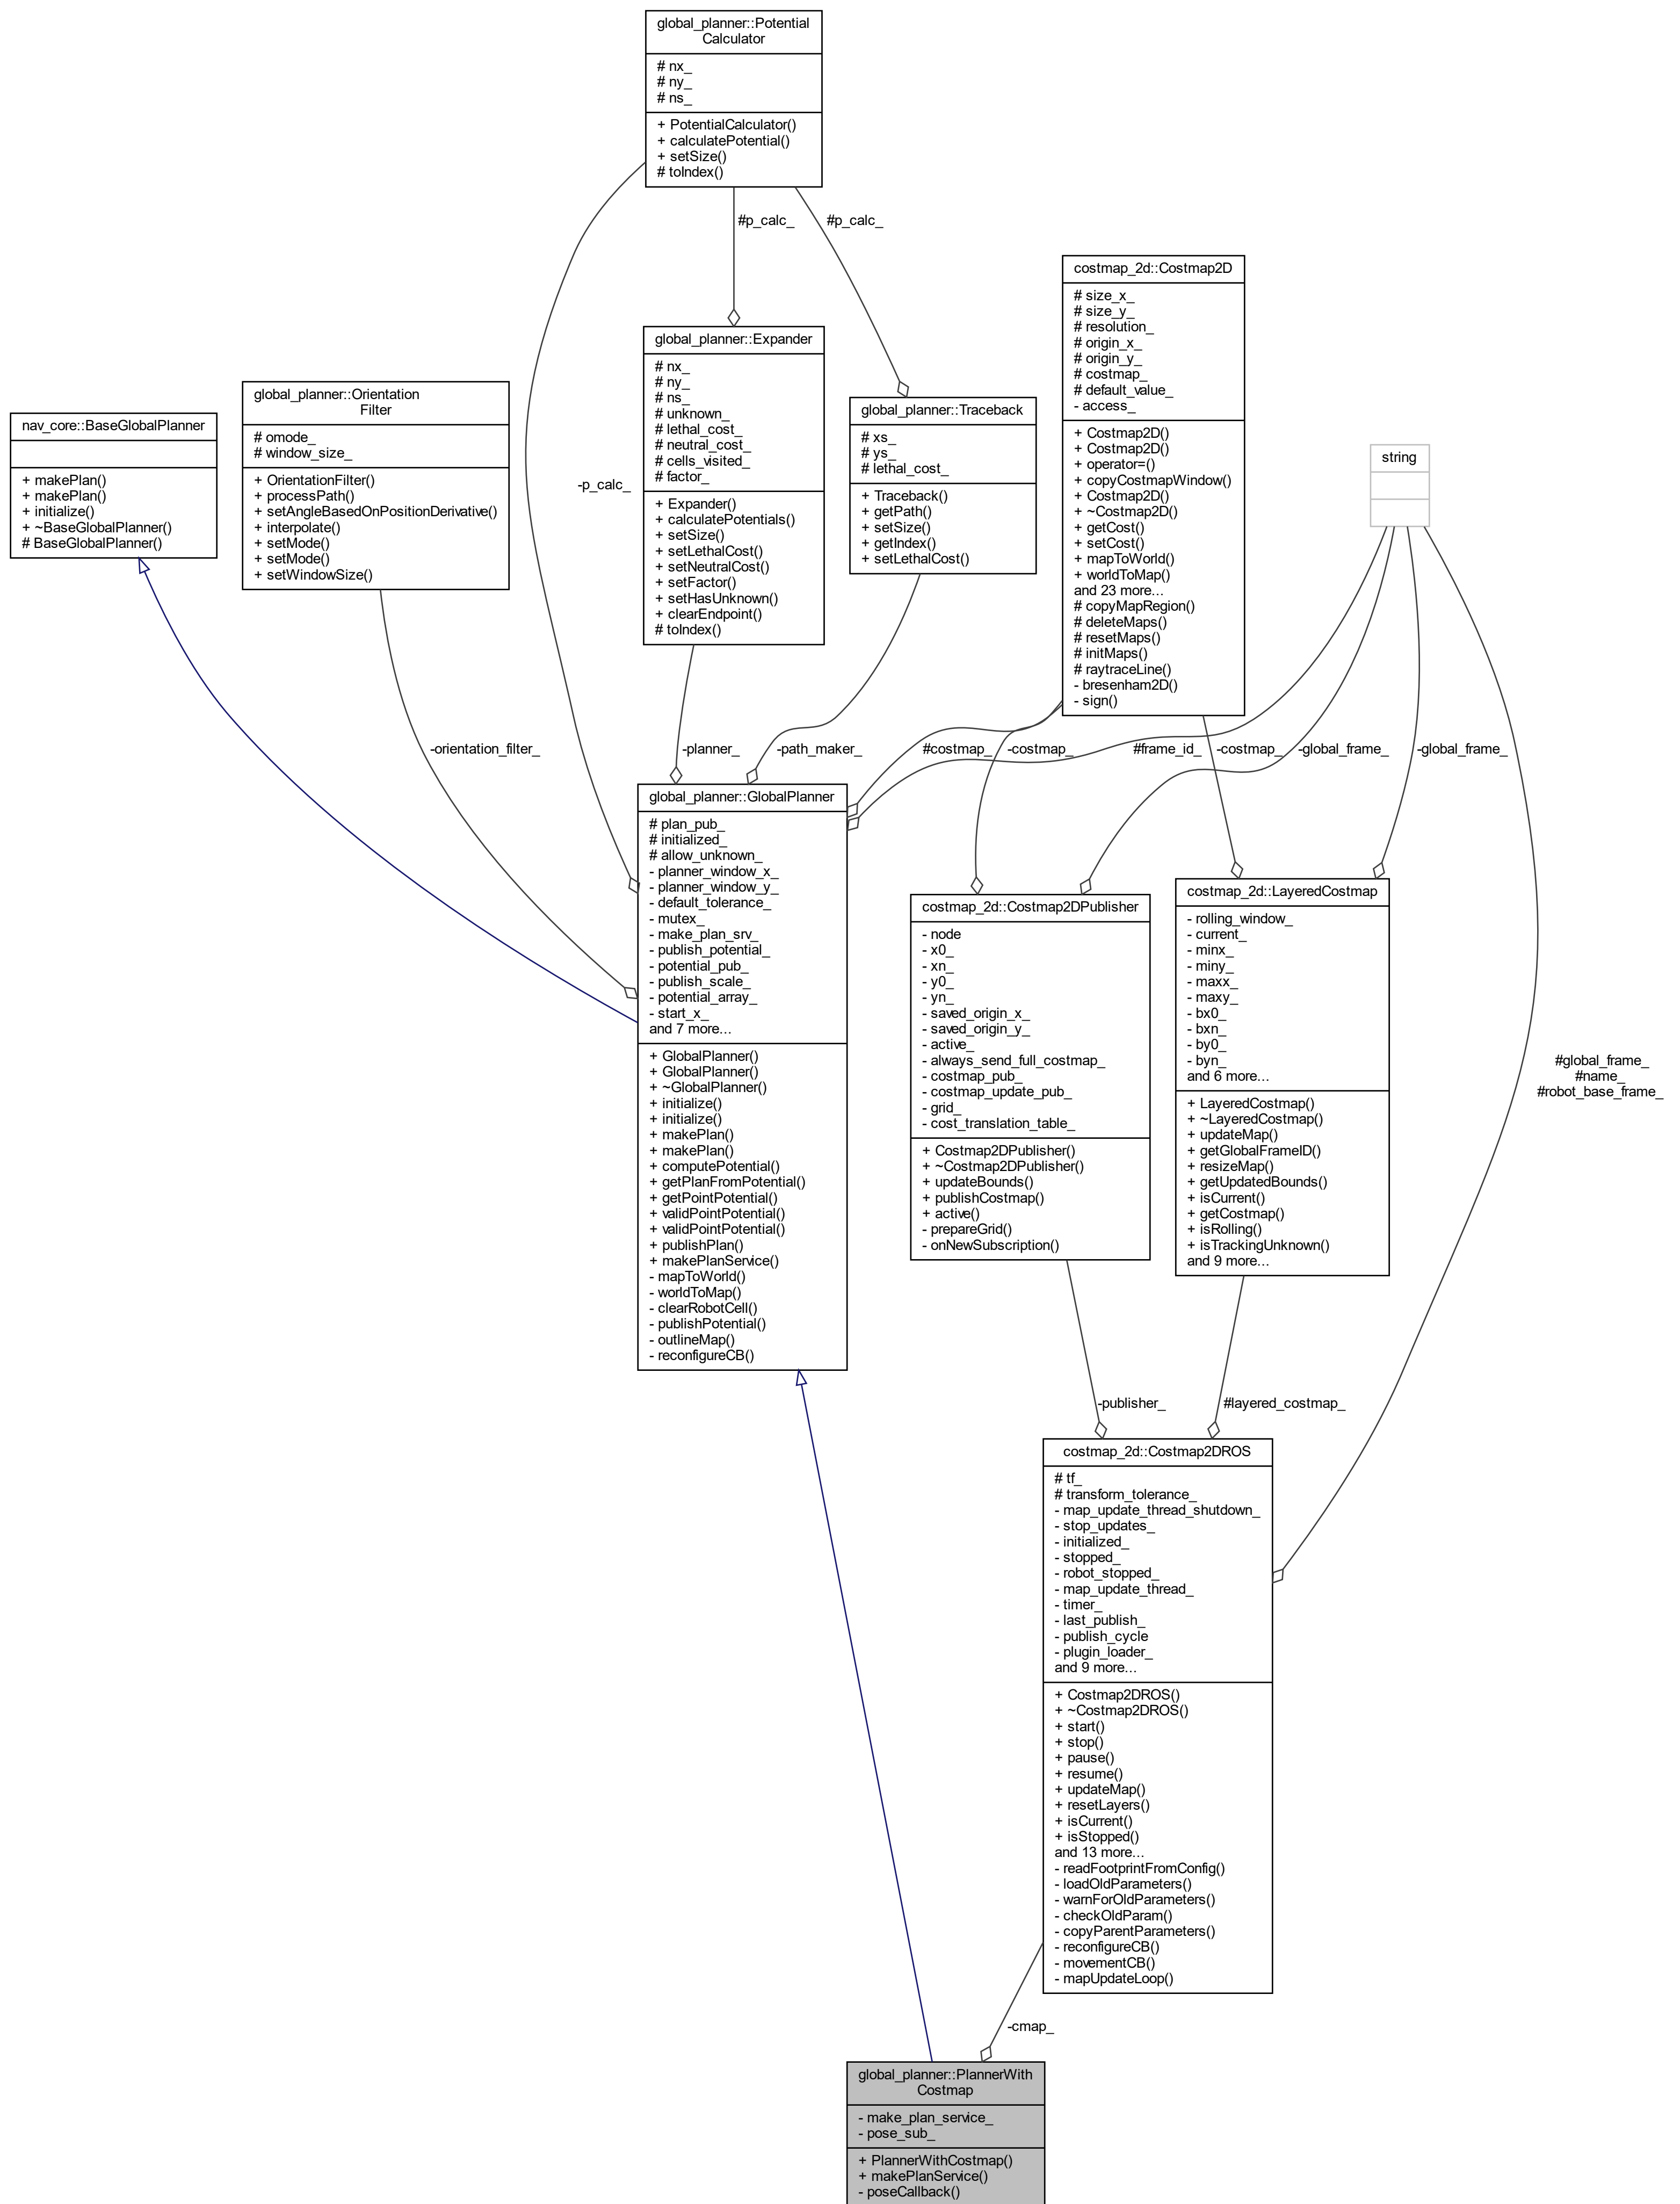 global_planner::Potential
Calculator
# nx_
# ny_
# ns_
+ PotentialCalculator()
+ calculatePotential()
+ setSize()
# toIndex()
#p_calc_
#p_calc_
-p_calc_
costmap_2d::Costmap2D
# size_x_
# size_y_
# resolution_
# origin_x_
# origin_y_
# costmap_
# default_value_
- access_
+ Costmap2D()
+ Costmap2D()
+ operator=()
+ copyCostmapWindow()
+ Costmap2D()
+ ~Costmap2D()
+ getCost()
+ setCost()
+ mapToWorld()
+ worldToMap()
and 23 more...
# copyMapRegion()
# deleteMaps()
# resetMaps()
# initMaps()
# raytraceLine()
- bresenham2D()
- sign()
global_planner::Expander
# nx_
# ny_
# ns_
# unknown_
# lethal_cost_
# neutral_cost_
# cells_visited_
# factor_
+ Expander()
+ calculatePotentials()
+ setSize()
+ setLethalCost()
+ setNeutralCost()
+ setFactor()
+ setHasUnknown()
+ clearEndpoint()
# toIndex()
global_planner::Orientation
Filter
# omode_
# window_size_
+ OrientationFilter()
+ processPath()
+ setAngleBasedOnPositionDerivative()
+ interpolate()
+ setMode()
+ setMode()
+ setWindowSize()
global_planner::Traceback
# xs_
# ys_
# lethal_cost_
+ Traceback()
+ getPath()
+ setSize()
+ getIndex()
+ setLethalCost()
nav_core::BaseGlobalPlanner
+ makePlan()
+ makePlan()
+ initialize()
+ ~BaseGlobalPlanner()
# BaseGlobalPlanner()
string
-orientation_filter_
-planner_
-path_maker_
#costmap_
-costmap_
#frame_id_
-costmap_
-global_frame_
-global_frame_
global_planner::GlobalPlanner
# plan_pub_
# initialized_
# allow_unknown_
- planner_window_x_
- planner_window_y_
- default_tolerance_
- mutex_
- make_plan_srv_
- publish_potential_
- potential_pub_
- publish_scale_
- potential_array_
- start_x_
and 7 more...
+ GlobalPlanner()
+ GlobalPlanner()
+ ~GlobalPlanner()
+ initialize()
+ initialize()
+ makePlan()
+ makePlan()
+ computePotential()
+ getPlanFromPotential()
+ getPointPotential()
+ validPointPotential()
+ validPointPotential()
+ publishPlan()
+ makePlanService()
- mapToWorld()
- worldToMap()
- clearRobotCell()
- publishPotential()
- outlineMap()
- reconfigureCB()
costmap_2d::Costmap2DPublisher
- node
- x0_
- xn_
- y0_
- yn_
- saved_origin_x_
- saved_origin_y_
- active_
- always_send_full_costmap_
- costmap_pub_
- costmap_update_pub_
- grid_
- cost_translation_table_
+ Costmap2DPublisher()
+ ~Costmap2DPublisher()
+ updateBounds()
+ publishCostmap()
+ active()
- prepareGrid()
- onNewSubscription()
costmap_2d::LayeredCostmap
- rolling_window_
- current_
- minx_
- miny_
- maxx_
- maxy_
- bx0_
- bxn_
- by0_
- byn_
and 6 more...
+ LayeredCostmap()
+ ~LayeredCostmap()
+ updateMap()
+ getGlobalFrameID()
+ resizeMap()
+ getUpdatedBounds()
+ isCurrent()
+ getCostmap()
+ isRolling()
+ isTrackingUnknown()
and 9 more...
#global_frame_
#name_
#robot_base_frame_
-publisher_
#layered_costmap_
costmap_2d::Costmap2DROS
# tf_
# transform_tolerance_
- map_update_thread_shutdown_
- stop_updates_
- initialized_
- stopped_
- robot_stopped_
- map_update_thread_
- timer_
- last_publish_
- publish_cycle
- plugin_loader_
and 9 more...
+ Costmap2DROS()
+ ~Costmap2DROS()
+ start()
+ stop()
+ pause()
+ resume()
+ updateMap()
+ resetLayers()
+ isCurrent()
+ isStopped()
and 13 more...
- readFootprintFromConfig()
- loadOldParameters()
- warnForOldParameters()
- checkOldParam()
- copyParentParameters()
- reconfigureCB()
- movementCB()
- mapUpdateLoop()
-cmap_
global_planner::PlannerWith
Costmap
- make_plan_service_
- pose_sub_
+ PlannerWithCostmap()
+ makePlanService()
- poseCallback()